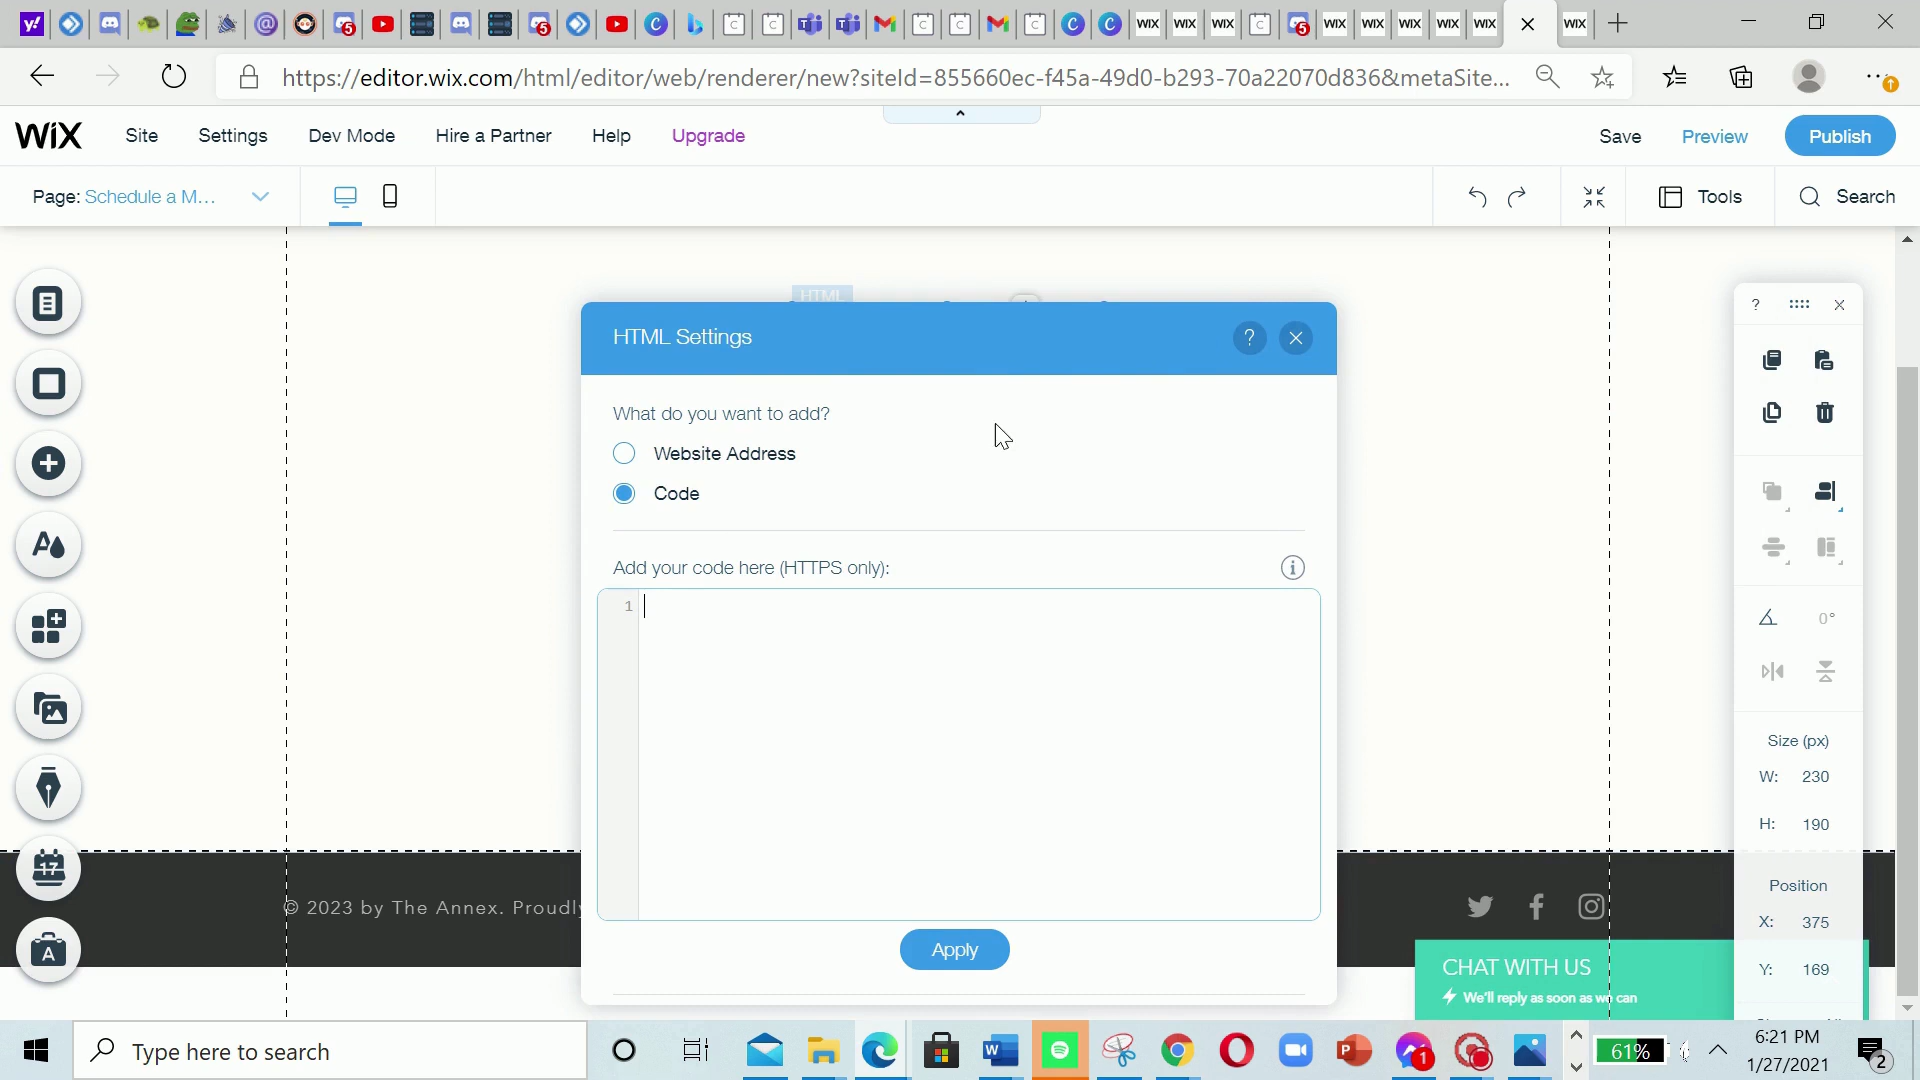 https://editor.wix.com/html/editor/web/renderer/new?siteId=855660ec-f45a-49d0-b293-70a22070d836&metaSite...
WiX
Site
Settings
Dev Mode
Hire a Partner
Help
Upgrade
Save
Preview
Publish
Page: Schedule a M...
Tools
Search
HTML
HTML Settings
?
What do you want to add?
Website Address
Code
Add your code here (HTTPS only):
1
Apply
?
0°
Size (px)
W: 230
H: 190
Position
X: 375
Y: 169
© 2023 by The Annex. Proudly
CHAT WITH US
We'll reply as soon as we can
Type here to search
61%
6:21 PM
1/27/2021
2